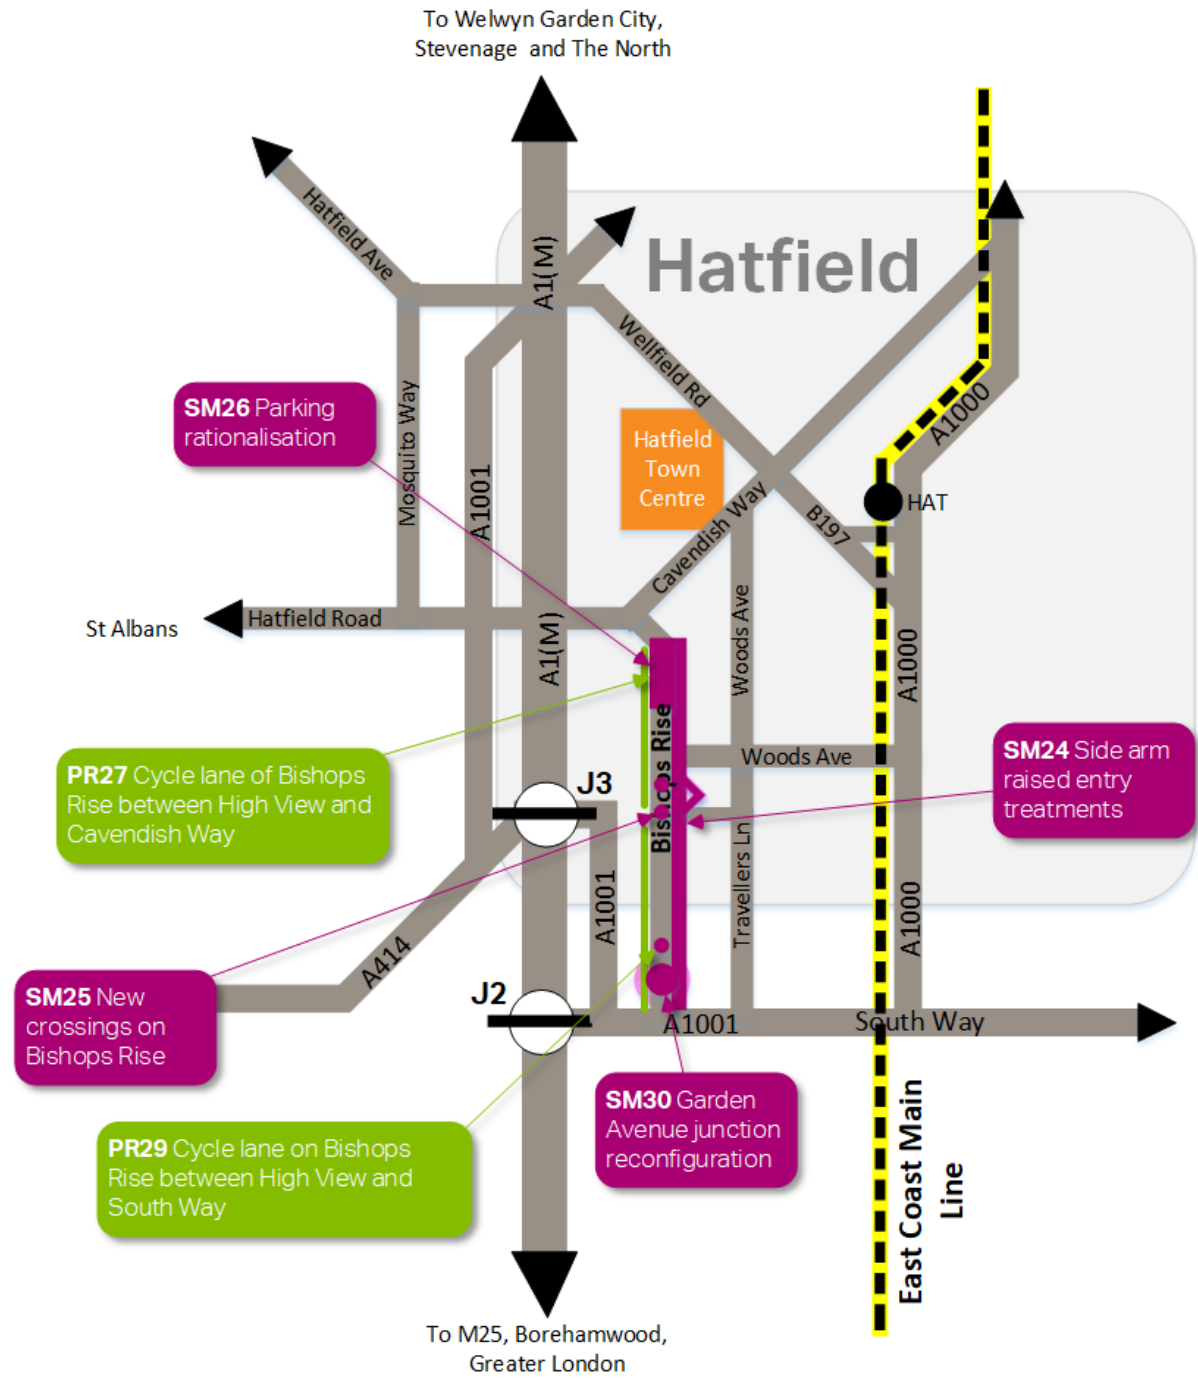 To Welwyn Garden City,
Stevenage and The North
Hatfield Ave
A1(M)
Hatfield
Wellfield Rd
A1000
SM26 Parking
rationalisation
Mosquito Way
A1001
Hatfield
Town
Centre
Cavendish Way
B197
HAT
St Albans
Hatfield Road
A1(M)
Woods Ave
A1000
Bishops Rise
Woods Ave
SM24 Side arm
raised entry
treatments
PR27 Cycle lane of Bishops
Rise between High View and
Cavendish Way
J3
A1001
Travellers Ln
A1000
A414
SM25 New
crossings on
Bishops Rise
J2
A1001
South Way
SM30 Garden
Avenue junction
reconfiguration
PR29 Cycle lane on Bishops
Rise between High View and
South Way
East Coast Main
Line
To M25, Borehamwood,
Greater London